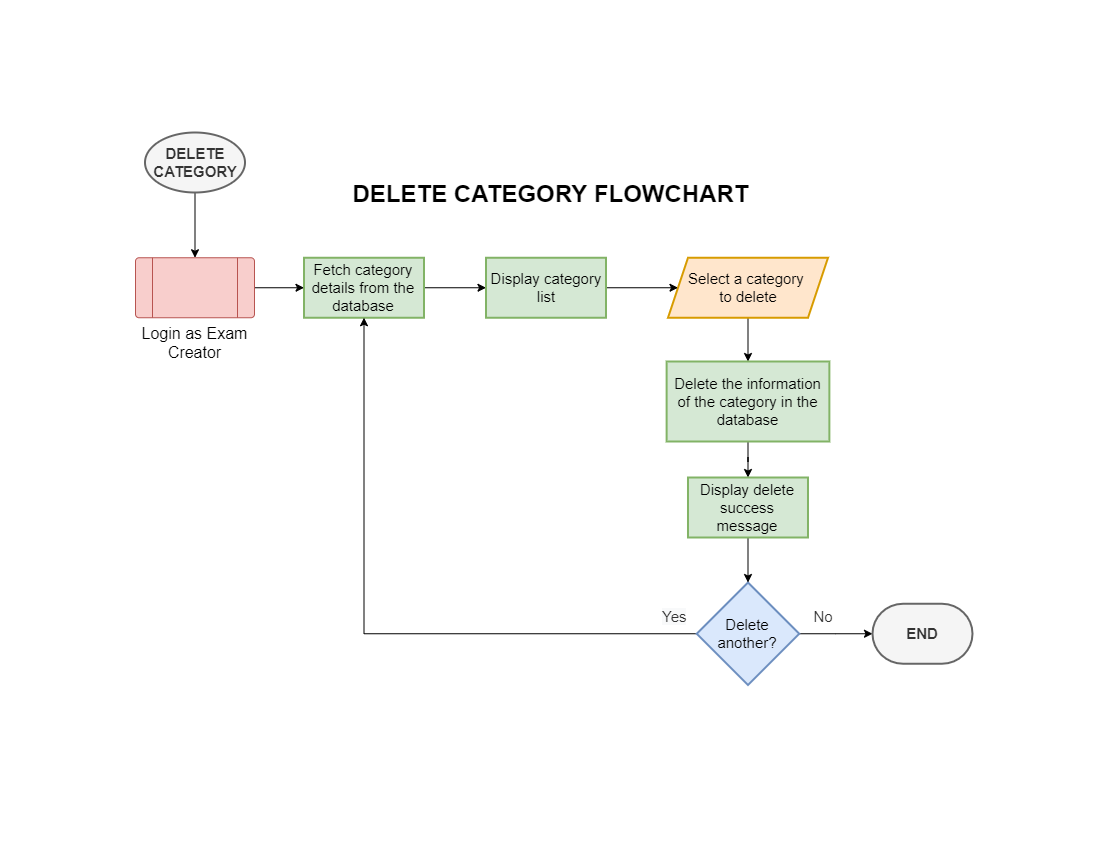 DELETE
CATEGORY
DELETE CATEGORY FLOWCHART
Login as Exam
Creator
Fetch category
details from the
database
Display category
list
Select a category
to delete
Delete the information
of the category in the
database
Display delete
success
message
Delete
another?
Yes
No
END